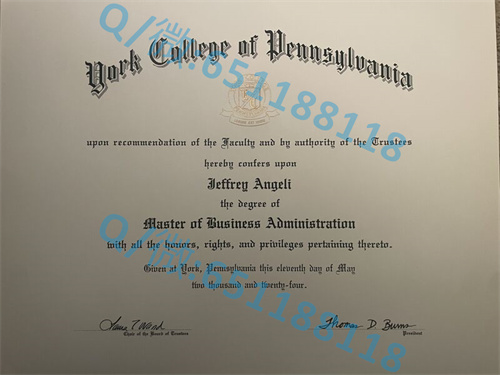 York College of Pennsylvania
upon recommendation of the Faculty and by authority of the Trustees
hereby confers upon
Jeffrey Angeli
the degree of
Master of Business Administration
with all the honors, rights, and privileges pertaining thereto.
Given at York, Pennsylvania this eleventh day of May
two thousand and twenty-four.
Thomas D. Burns
Chair of the Board of Trustees
President
Q/微:651188118
Q/微:651188118